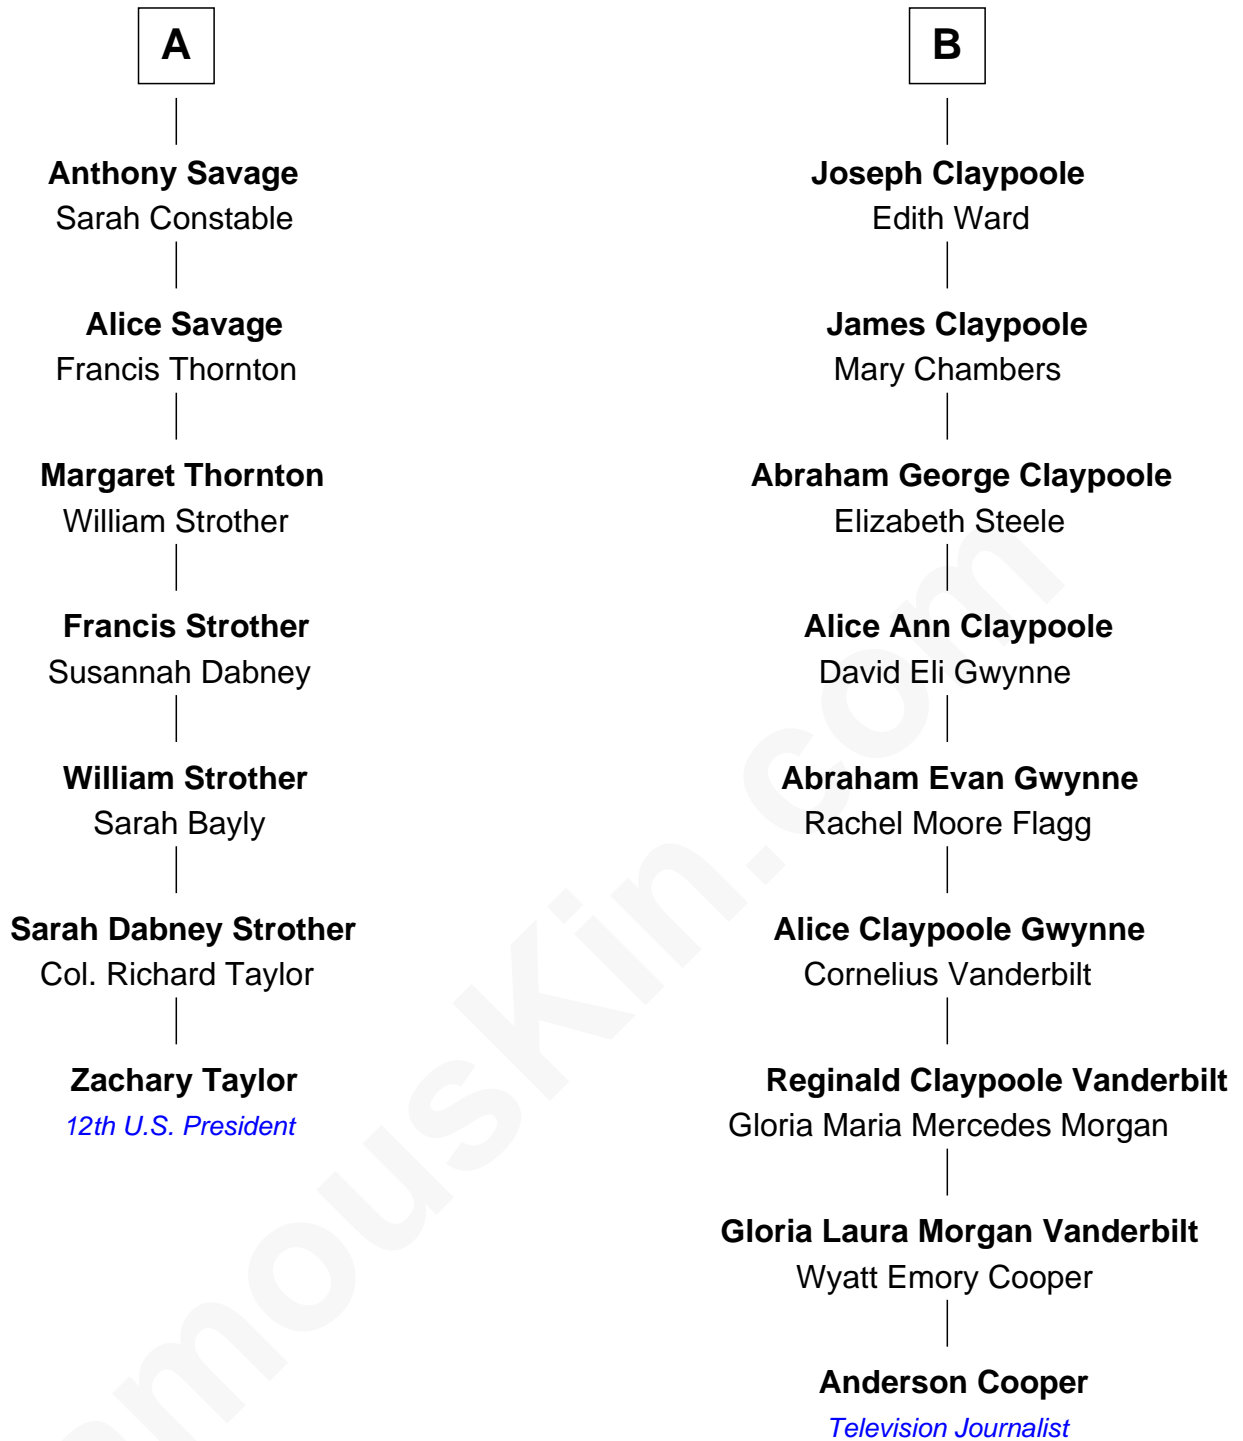 A
Anthony Savage
Sarah Constable
Alice Savage
Francis Thornton
Margaret Thornton
William Strother
Francis Strother
Susannah Dabney
William Strother
Sarah Bayly
Sarah Dabney Strother
Col. Richard Taylor
Zachary Taylor
12th U.S. President
B
Joseph Claypoole
Edith Ward
James Claypoole
Mary Chambers
Abraham George Claypoole
Elizabeth Steele
Alice Ann Claypoole
David Eli Gwynne
Abraham Evan Gwynne
Rachel Moore Flagg
Alice Claypoole Gwynne
Cornelius Vanderbilt
Reginald Claypoole Vanderbilt
Gloria Maria Mercedes Morgan
Gloria Laura Morgan Vanderbilt
Wyatt Emory Cooper
Anderson Cooper
Television Journalist
amousKin.com